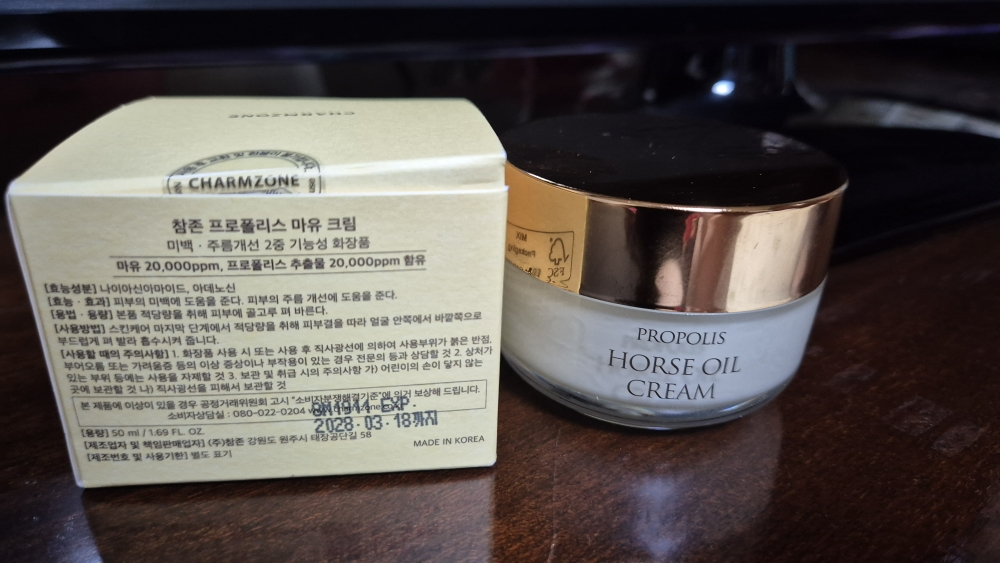 CHARMZONE
CHARMZONE
참존 프로폴리스 마유 크림
미백 · 주름개선 2중 기능성 화장품
마유 20,000ppm, 프로폴리스 추출물 20,000ppm 함유
[효능성분] 나이아신아마이드, 아데노신
[효능 · 효과] 피부의 미백에 도움을 준다. 피부의 주름 개선에 도움을 준다.
[용법 · 용량] 본품 적당량을 취해 피부에 골고루 펴 바른다.
[사용방법] 스킨케어 마지막 단계에서 적당량을 취해 피부결을 따라 얼굴 안쪽에서 바깥쪽으로
부드럽게 펴 발라 흡수시켜 줍니다.
[사용할 때의 주의사항] 1. 화장품 사용 시 또는 사용 후 직사광선에 의하여 사용부위가 붉은 반점,
부어오름 또는 가려움증 등의 이상 증상이나 부작용이 있는 경우 전문의 등과 상담할 것 2. 상처가
있는 부위 등에는 사용을 자제할 것 3. 보관 및 취급 시의 주의사항 가) 어린이의 손이 닿지 않는
곳에 보관할 것 나) 직사광선을 피해서 보관할 것
본 제품에 이상이 있을 경우 공정거래위원회 고시 "소비자분쟁해결기준"에 의거 보상해 드립니다.
소비자상담실 : 080-022-0204
EXP.
2028·03·18까지
[용량] 50 ml / 1.69 FL. OZ.
[제조업자 및 책임판매업자] (주)참존 강원도 원주시 태장공단길 58
[제조번호 및 사용기한] 별도 표기
MADE IN KOREA
PROPOLIS
HORSE OIL
CREAM
MIX
Packaging
FSC